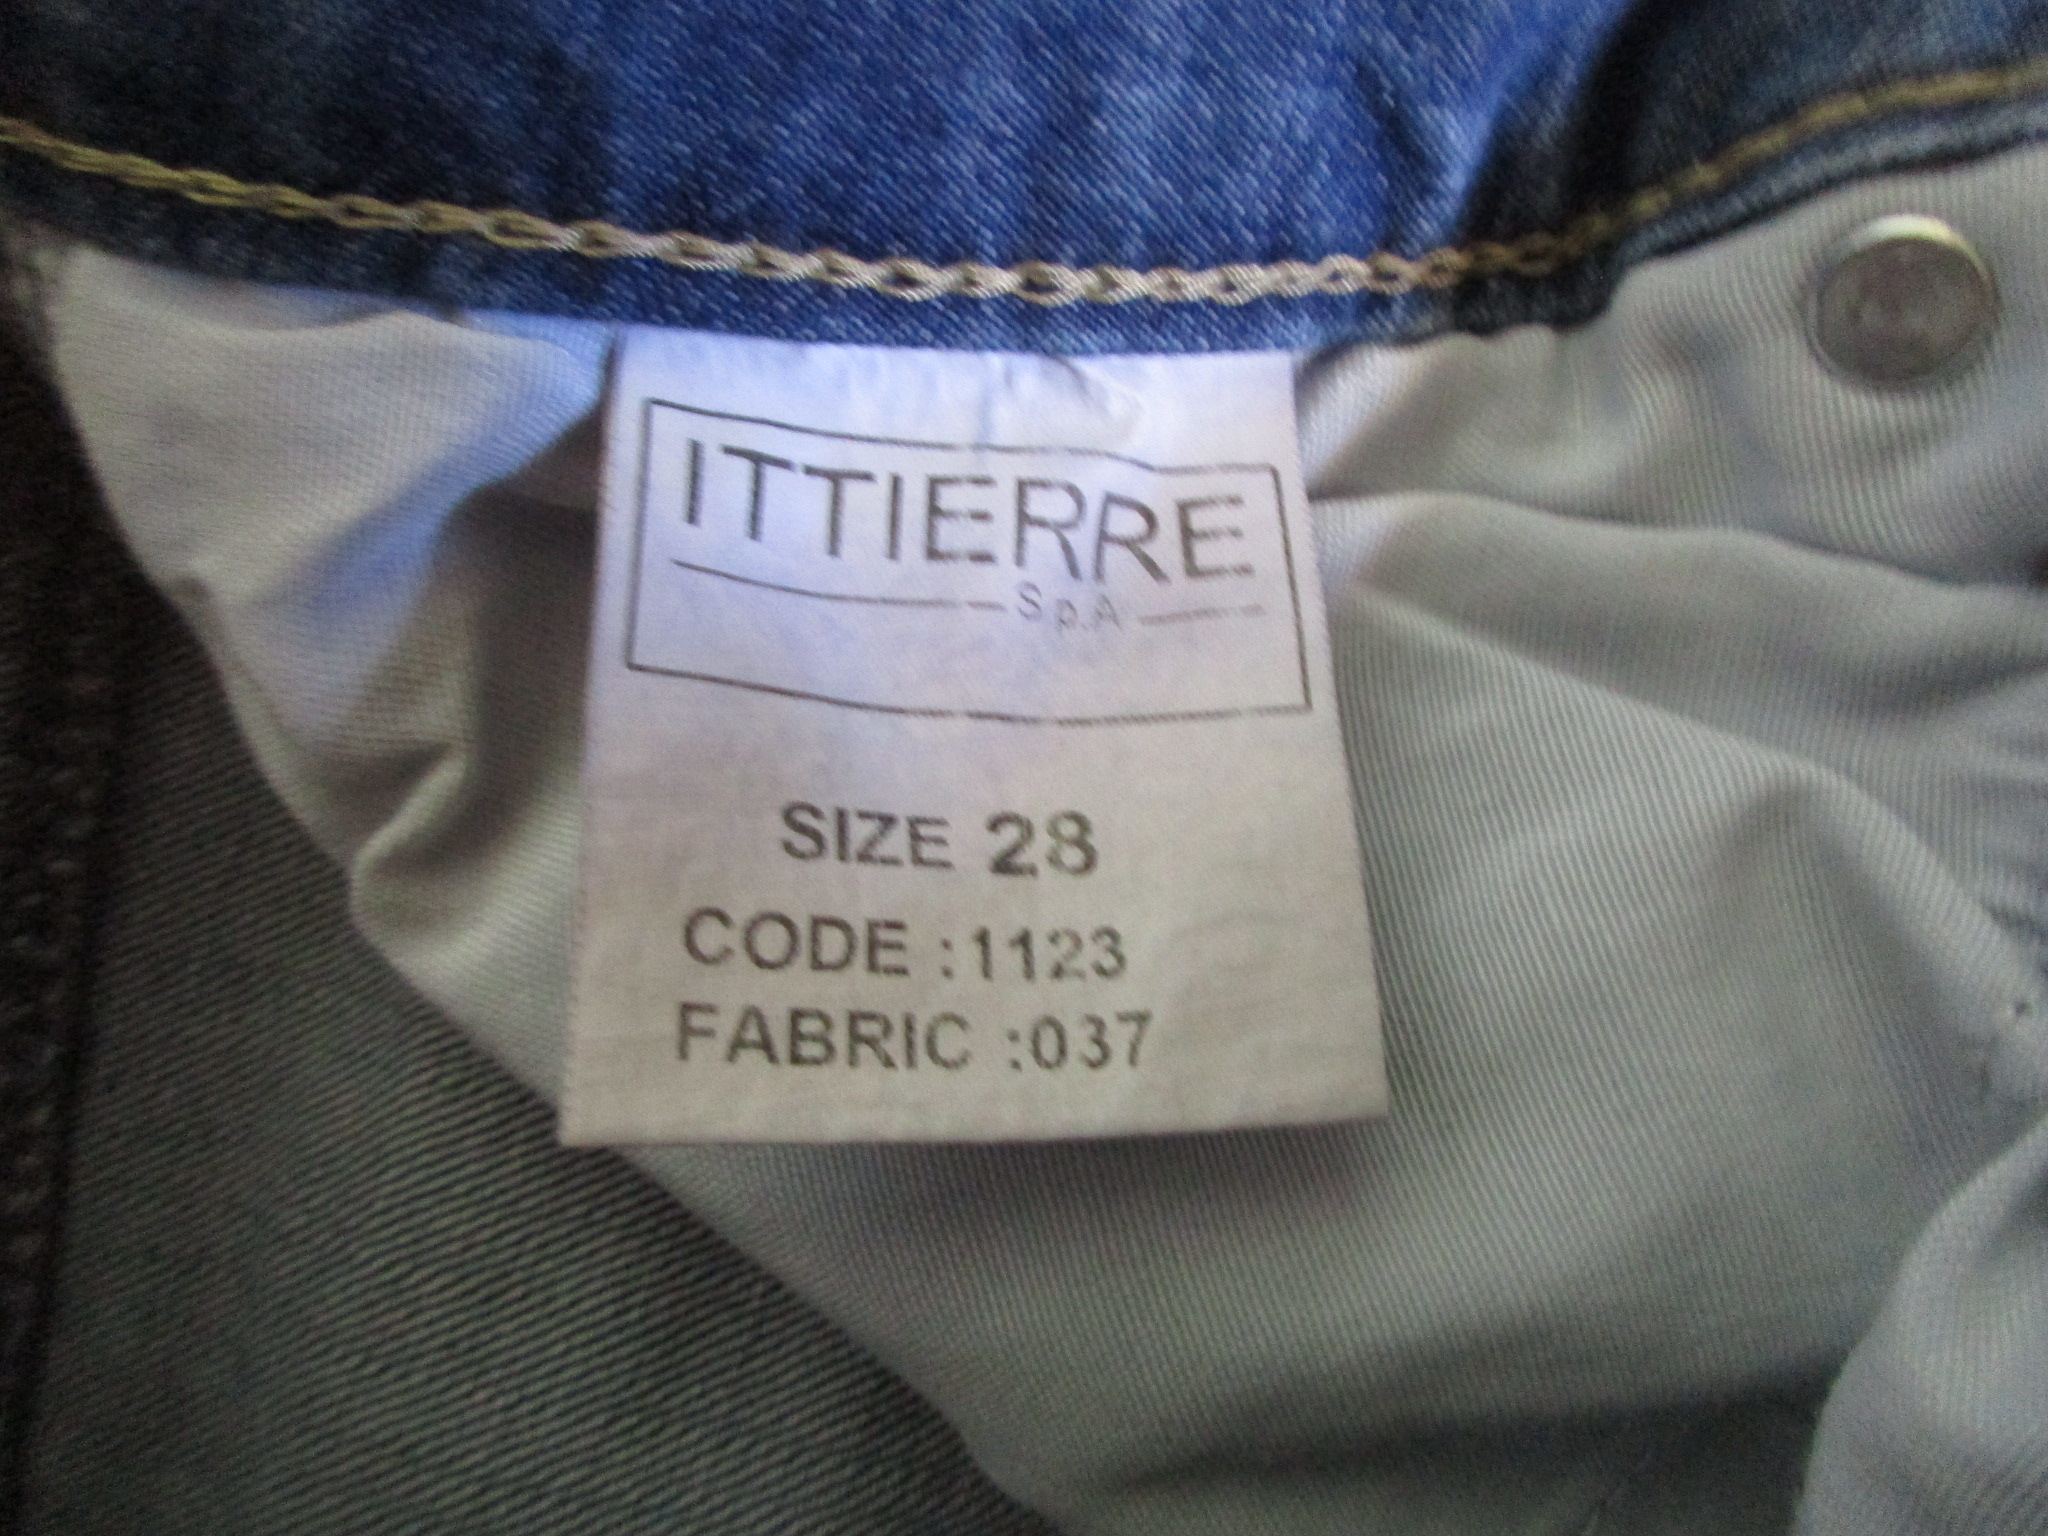 ITTIERRE
S p.A
SIZE 28
CODE :1123
FABRIC :037